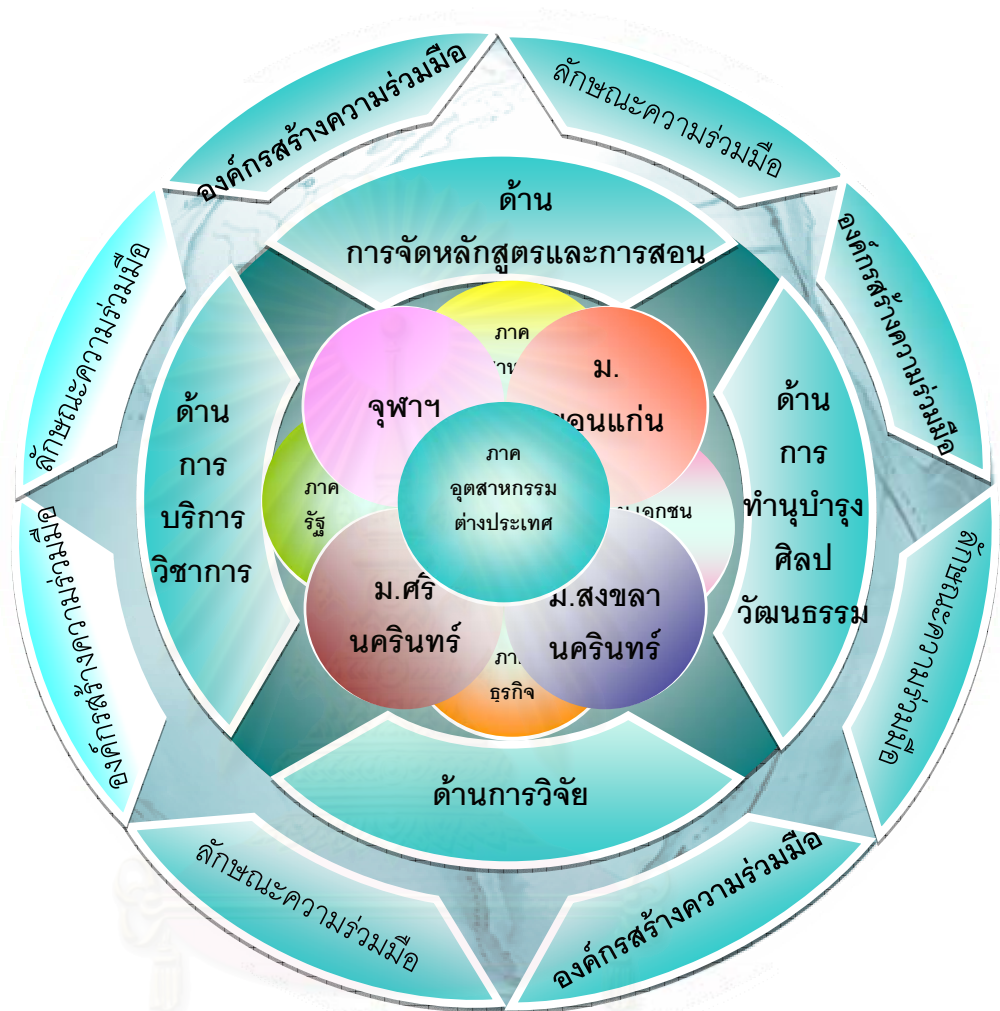 องค์กรสร้างความร่วมมือ
ลักษณะความร่วมมือ
องค์กรสร้างความร่วมมือ
ลักษณะความร่วมมือ
องค์กรสร้างความร่วมมือ
ลักษณะความร่วมมือ
องค์กรสร้างความร่วมมือ
ลักษณะความร่วมมือ
ด้าน
การจัดหลักสูตรและการสอน
ด้าน
การ
ทำนุบำรุง
ศิลป
วัฒนธรรม
ด้านการวิจัย
ด้าน
การ
บริการ
วิชาการ
ภาค
จุฬาฯ
ม.
ขอนแก่น
ภาค
อุตสาหกรรม
ต่างประเทศ
ภาค
รัฐ
เอกชน
ม.ศรี
นครินทร์
ม.สงขลา
นครินทร์
ธุรกิจ